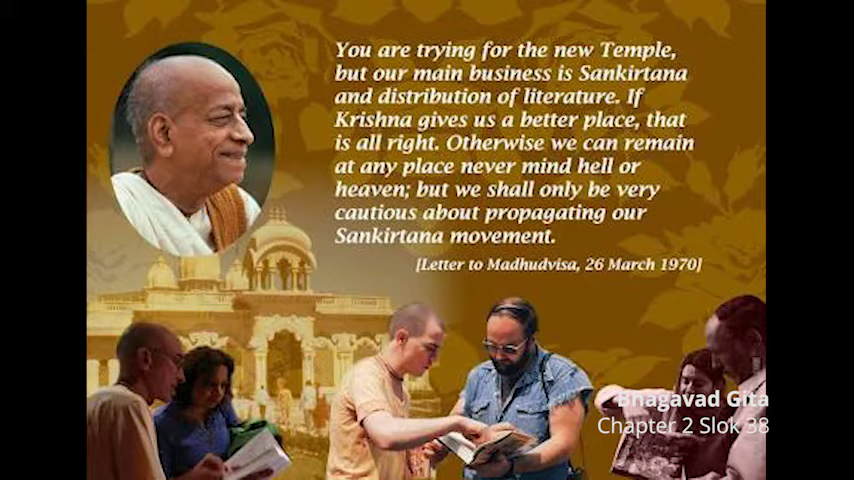 You are trying for the new Temple,
but our main business is Sankirtana
and distribution of literature. If
Krishna gives us a better place, that
is all right. Otherwise we can remain
at any place never mind hell or
heaven; but we shall only be very
cautious about propagating our
Sankirtana movement.
[Letter to Madhudvisa, 26 March 1970]
Bhagavad Gita
Chapter 2 Slok 38